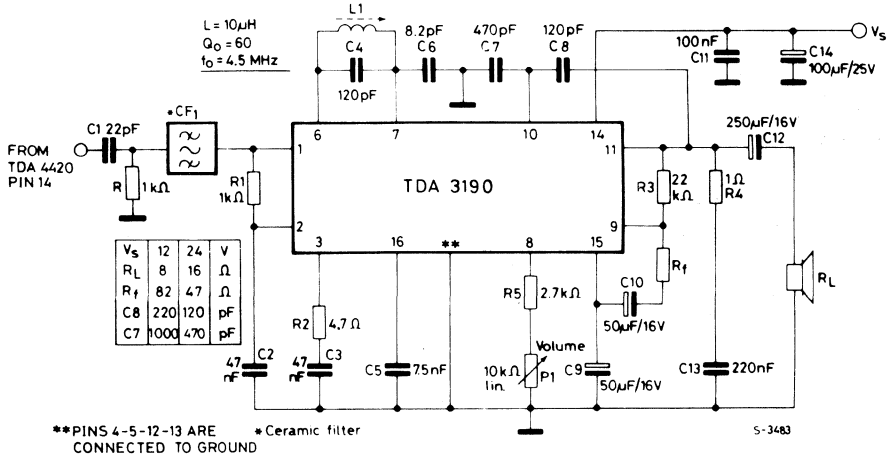 L = 10µH
Qo = 60
fo = 4.5 MHz
L1
C4
120pF
8.2pF
C6
470pF
C7
120pF
C8
100nF
C11
C14
100µF/25V
Vs
*CF1
C1 22pF
FROM
TDA 4420
PIN 14
R
1kΩ
R1
1kΩ
6
7
10
14
1
2
TDA 3190
11
9
3
16
**
8
15
250µF/16V
C12
R3
22
kΩ
1Ω
R4
Rf
RL
C10
50µF/16V
R5
2.7kΩ
R2
4.7Ω
Vs 12 24 V
RL 8 16 Ω
Rf 82 47 Ω
C8 220 120 pF
C7 1000 470 pF
47
nF
C2
47
nF
C3
C5
75nF
Volume
10kΩ
lin.
P1
C9
50µF/16V
C13
220nF
**PINS 4-5-12-13 ARE
CONNECTED TO GROUND
*Ceramic filter
S-3483